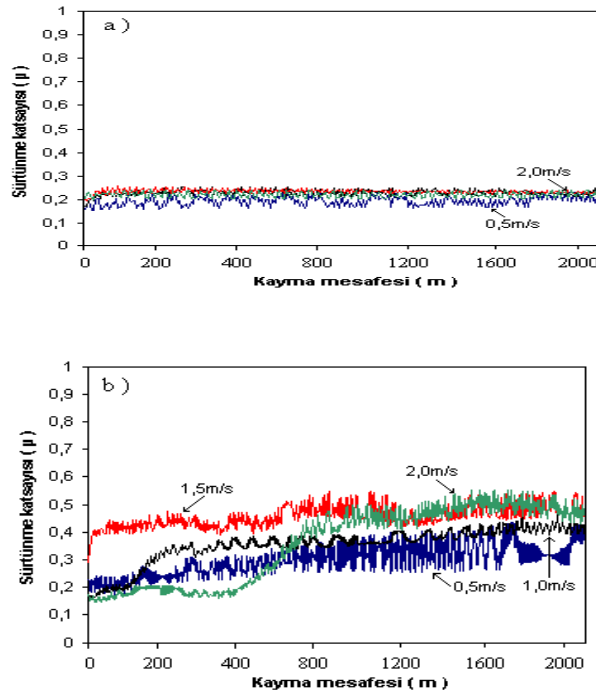 a )
Sürtünme katsayısı ( µ )
1
0,9
0,8
0,7
0,6
0,5
0,4
0,3
0,2
0,1
0
2,0m/s
0,5m/s
0 200 400 600 800 1200 1600 2000
Kayma mesafesi ( m )
b )
Sürtünme katsayısı ( µ )
1
0,9
0,8
0,7
0,6
0,5
0,4
0,3
0,2
0,1
0
1,5m/s
2,0m/s
0,5m/s
1,0m/s
0 200 400 800 1200 1600 2000
Kayma mesafesi ( m )